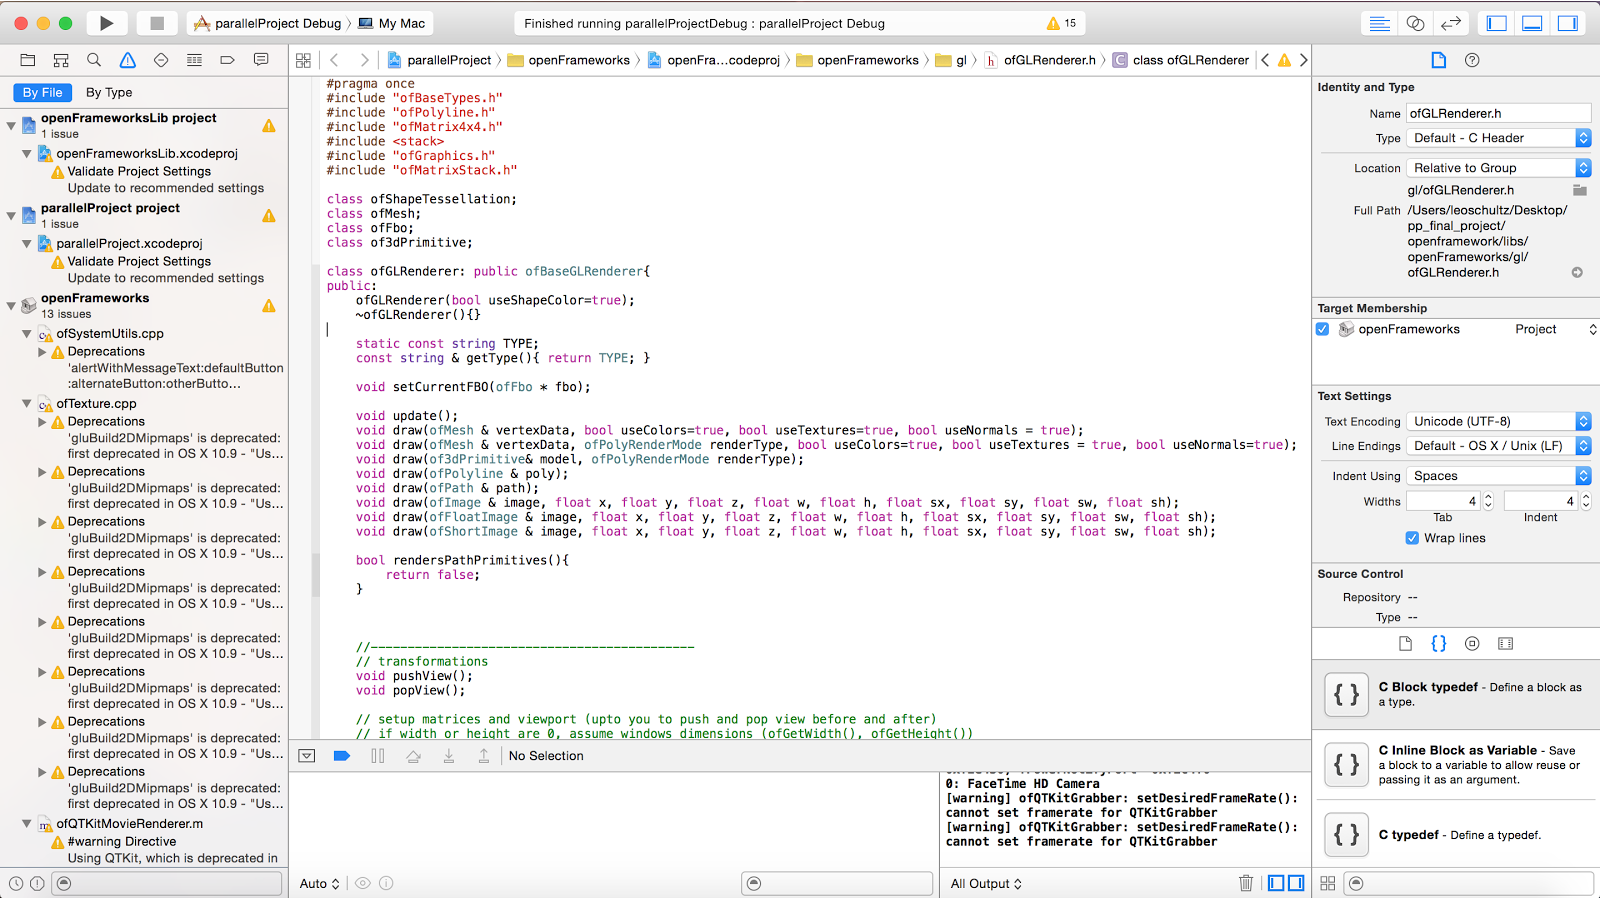 parallelProject Debug
My Mac
Finished running parallelProjectDebug : parallelProject Debug
15
parallelProject
openFrameworks
openFra...codeproj
openFrameworks
gl
h
ofGLRenderer.h
C
class ofGLRenderer
By File
By Type
openFrameworksLib project
1 issue
openFrameworksLib.xcodeproj
Validate Project Settings
Update to recommended settings
parallelProject project
1 issue
parallelProject.xcodeproj
Validate Project Settings
Update to recommended settings
openFrameworks
13 issues
ofSystemUtils.cpp
Deprecations
'alertWithMessageText:defaultButton
:alternateButton:otherButto...
ofTexture.cpp
Deprecations
'gluBuild2DMipmaps' is deprecated:
first deprecated in OS X 10.9 - "Us...
Deprecations
'gluBuild2DMipmaps' is deprecated:
first deprecated in OS X 10.9 - "Us...
Deprecations
'gluBuild2DMipmaps' is deprecated:
first deprecated in OS X 10.9 - "Us...
Deprecations
'gluBuild2DMipmaps' is deprecated:
first deprecated in OS X 10.9 - "Us...
Deprecations
'gluBuild2DMipmaps' is deprecated:
first deprecated in OS X 10.9 - "Us...
Deprecations
'gluBuild2DMipmaps' is deprecated:
first deprecated in OS X 10.9 - "Us...
Deprecations
'gluBuild2DMipmaps' is deprecated:
first deprecated in OS X 10.9 - "Us...
Deprecations
'gluBuild2DMipmaps' is deprecated:
first deprecated in OS X 10.9 - "Us...
ofQTKitMovieRenderer.m
#warning Directive
Using QTKit, which is deprecated in
#pragma once
#include "ofBaseTypes.h"
#include "ofPolyline.h"
#include "ofMatrix4x4.h"
#include <stack>
#include "ofGraphics.h"
#include "ofMatrixStack.h"
class ofShapeTessellation;
class ofMesh;
class ofFbo;
class of3dPrimitive;
class ofGLRenderer: public ofBaseGLRenderer{
public:
ofGLRenderer(bool useShapeColor=true);
~ofGLRenderer(){}
static const string TYPE;
const string & getType(){ return TYPE; }
void setCurrentFBO(ofFbo * fbo);
void update();
void draw(ofMesh & vertexData, bool useColors=true, bool useTextures=true, bool useNormals = true);
void draw(ofMesh & vertexData, ofPolyRenderMode renderType, bool useColors=true, bool useTextures = true, bool useNormals=true);
void draw(of3dPrimitive& model, ofPolyRenderMode renderType);
void draw(ofPolyline & poly);
void draw(ofPath & path);
void draw(ofImage & image, float x, float y, float z, float w, float h, float sx, float sy, float sw, float sh);
void draw(ofFloatImage & image, float x, float y, float z, float w, float h, float sx, float sy, float sw, float sh);
void draw(ofShortImage & image, float x, float y, float z, float w, float h, float sx, float sy, float sw, float sh);
bool rendersPathPrimitives(){
return false;
}
//--------------------------------------------
// transformations
void pushView();
void popView();
// setup matrices and viewport (upto you to push and pop view before and after)
// if width or height are 0, assume windows dimensions (ofGetWidth(), ofGetHeight())
No Selection
0: FaceTime HD Camera
[warning] ofQTKitGrabber: setDesiredFrameRate():
cannot set framerate for QTKitGrabber
[warning] ofQTKitGrabber: setDesiredFrameRate():
cannot set framerate for QTKitGrabber
Auto
All Output
Identity and Type
Name ofGLRenderer.h
Type Default - C Header
Location Relative to Group
gl/ofGLRenderer.h
Full Path /Users/leoschultz/Desktop/
pp_final_project/
openframework/libs/
openFrameworks/gl/
ofGLRenderer.h
Target Membership
openFrameworks Project
Text Settings
Text Encoding Unicode (UTF-8)
Line Endings Default - OS X / Unix (LF)
Indent Using Spaces
Widths 4 4
Tab Indent
Wrap lines
Source Control
Repository --
Type --
{ }
{ } C Block typedef - Define a block as
a type.
{ } C Inline Block as Variable - Save
a block to a variable to allow reuse or
passing it as an argument.
{ } C typedef - Define a typedef.